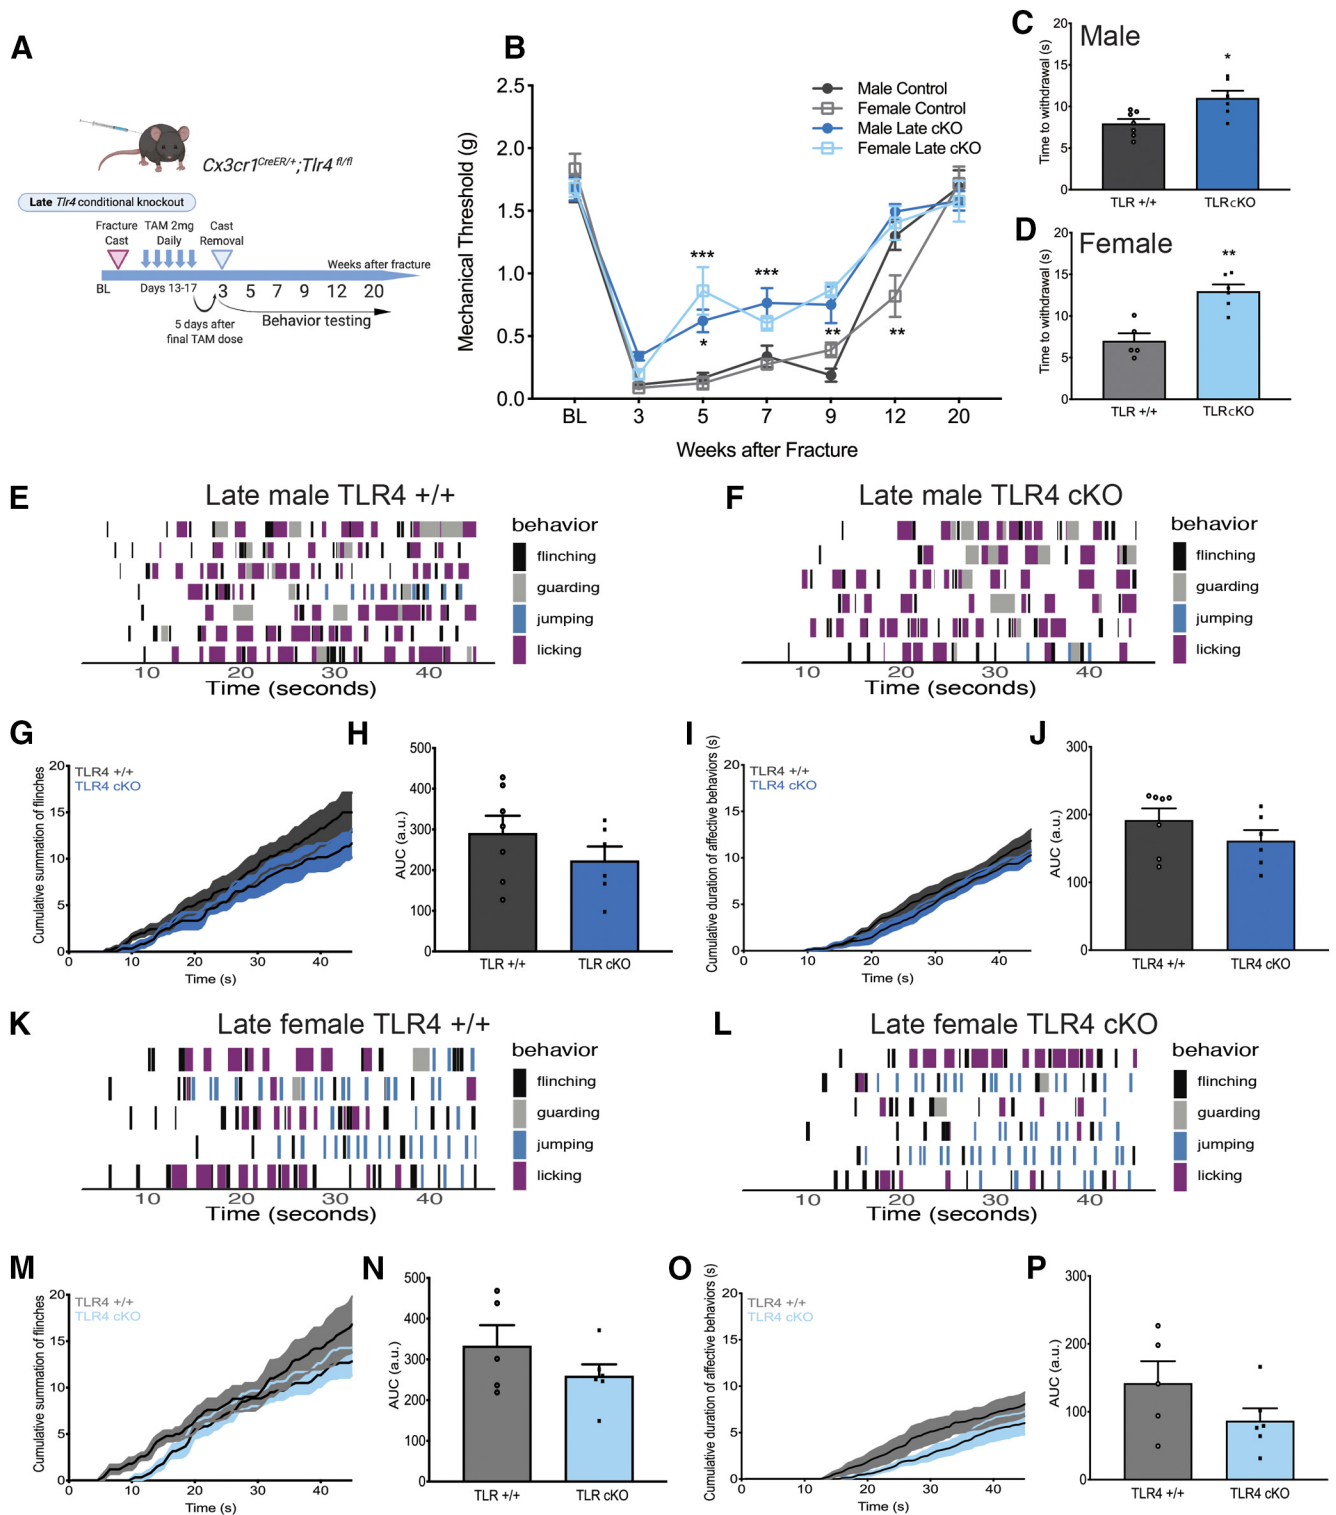 A
Cx3cr1CreER/+;Tlr4 fl/fl
Late Tlr4 conditional knockout
Fracture Cast
TAM 2mg Daily
Cast Removal
Weeks after fracture
BL
Days 13-17
3 5 7 9 12 20
5 days after final TAM dose
Behavior testing
B
Mechanical Threshold (g)
2.5
2.0
1.5
1.0
0.5
0.0
Male Control
Female Control
Male Late cKO
Female Late cKO
***
***
*
**
**
BL 3 5 7 9 12 20
Weeks after Fracture
C
Male
Time to withdrawal (s)
20
15
10
5
0
*
TLR +/+
TLRcKO
D
Female
Time to withdrawal (s)
20
15
10
5
0
**
TLR +/+
TLRcKO
E
Late male TLR4 +/+
behavior
flinching
guarding
jumping
licking
10 20 30 40
Time (seconds)
F
Late male TLR4 cKO
behavior
flinching
guarding
jumping
licking
10 20 30 40
Time (seconds)
G
Cumulative summation of flinches
20
15
10
5
0
TLR4 +/+
TLR4 cKO
0 10 20 30 40
Time (s)
H
AUC (a.u.)
500
400
300
200
100
0
TLR +/+
TLR cKO
I
Cumulative duration of affective behaviors (s)
20
15
10
5
0
TLR4 +/+
TLR4 cKO
0 10 20 30 40
Time (s)
J
AUC (a.u.)
300
200
100
0
TLR4 +/+
TLR4 cKO
K
Late female TLR4 +/+
behavior
flinching
guarding
jumping
licking
10 20 30 40
Time (seconds)
L
Late female TLR4 cKO
behavior
flinching
guarding
jumping
licking
10 20 30 40
Time (seconds)
M
Cumulative summation of flinches
20
15
10
5
0
TLR4 +/+
TLR4 cKO
0 10 20 30 40
Time (s)
N
AUC (a.u.)
500
400
300
200
100
0
TLR +/+
TLR cKO
O
Cumulative duration of affective behaviors (s)
20
15
10
5
0
TLR4 +/+
TLR4 cKO
0 10 20 30 40
Time (s)
P
AUC (a.u.)
300
200
100
0
TLR4 +/+
TLR4 cKO